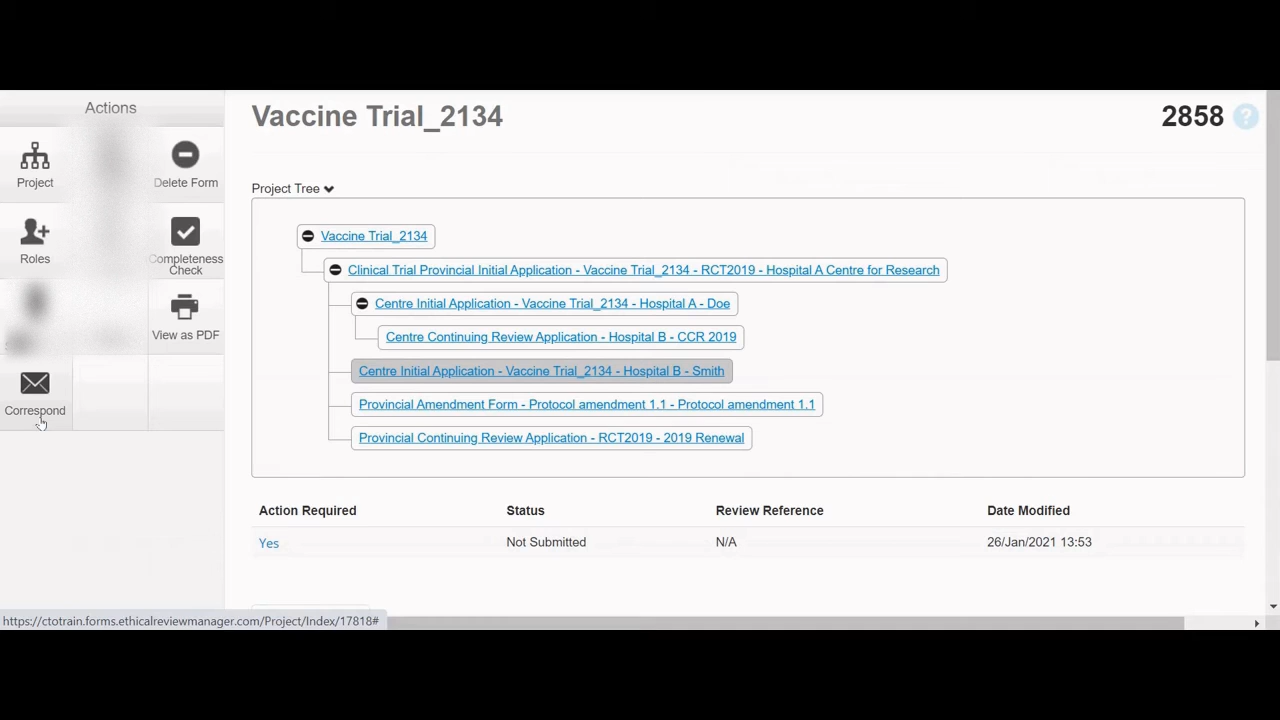 Actions
Vaccine Trial_2134
2858 ?
Project
Delete Form
Project Tree
Vaccine Trial_2134
Roles
Completeness
Check
Clinical Trial Provincial Initial Application - Vaccine Trial_2134 - RCT2019 - Hospital A Centre for Research
Centre Initial Application - Vaccine Trial_2134 - Hospital A - Doe
View as PDF
Centre Continuing Review Application - Hospital B - CCR 2019
Centre Initial Application - Vaccine Trial_2134 - Hospital B - Smith
Correspond
Provincial Amendment Form - Protocol amendment 1.1 - Protocol amendment 1.1
Provincial Continuing Review Application - RCT2019 - 2019 Renewal
Action Required Status Review Reference Date Modified
Yes Not Submitted N/A 26/Jan/2021 13:53
https://ctotrain.forms.ethicalreviewmanager.com/Project/Index/17818#